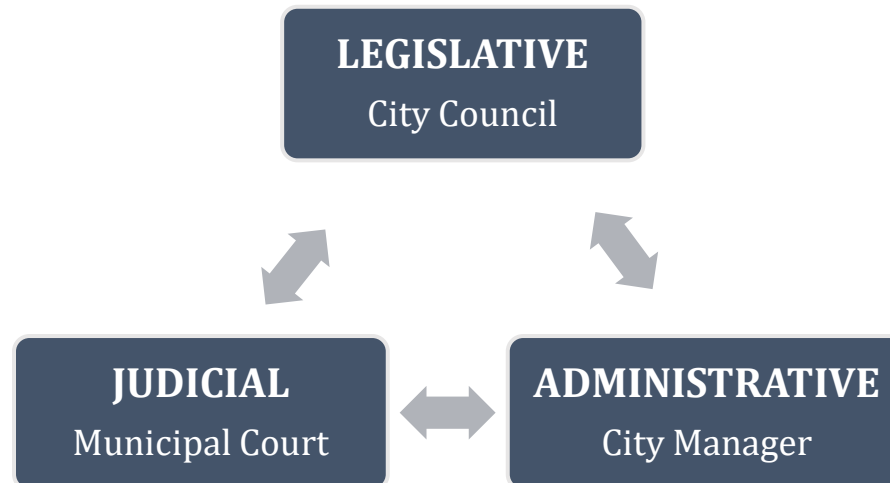 LEGISLATIVE
City Council
JUDICIAL
Municipal Court
ADMINISTRATIVE
City Manager